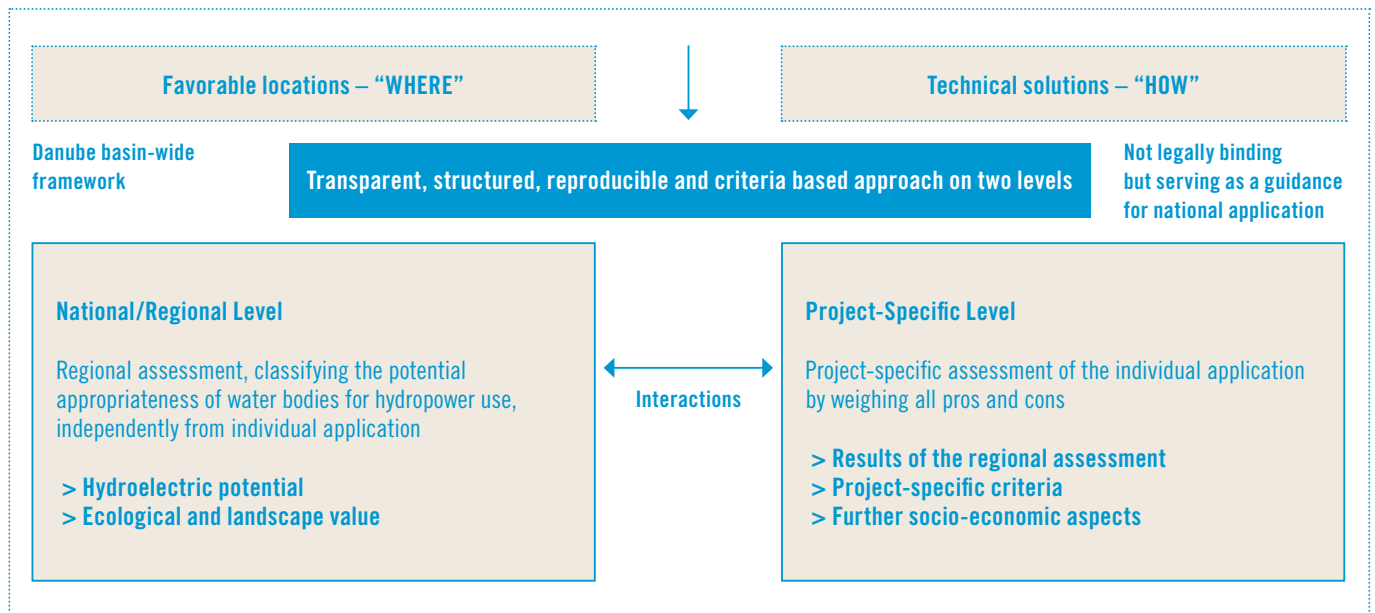 Favorable locations – “WHERE”
Technical solutions – “HOW”
Danube basin-wide
framework
Transparent, structured, reproducible and criteria based approach on two levels
Not legally binding
but serving as a guidance
for national application
National/Regional Level
Regional assessment, classifying the potential
appropriateness of water bodies for hydropower use,
independently from individual application
> Hydroelectric potential
> Ecological and landscape value
Interactions
Project-Specific Level
Project-specific assessment of the individual application
by weighing all pros and cons
> Results of the regional assessment
> Project-specific criteria
> Further socio-economic aspects